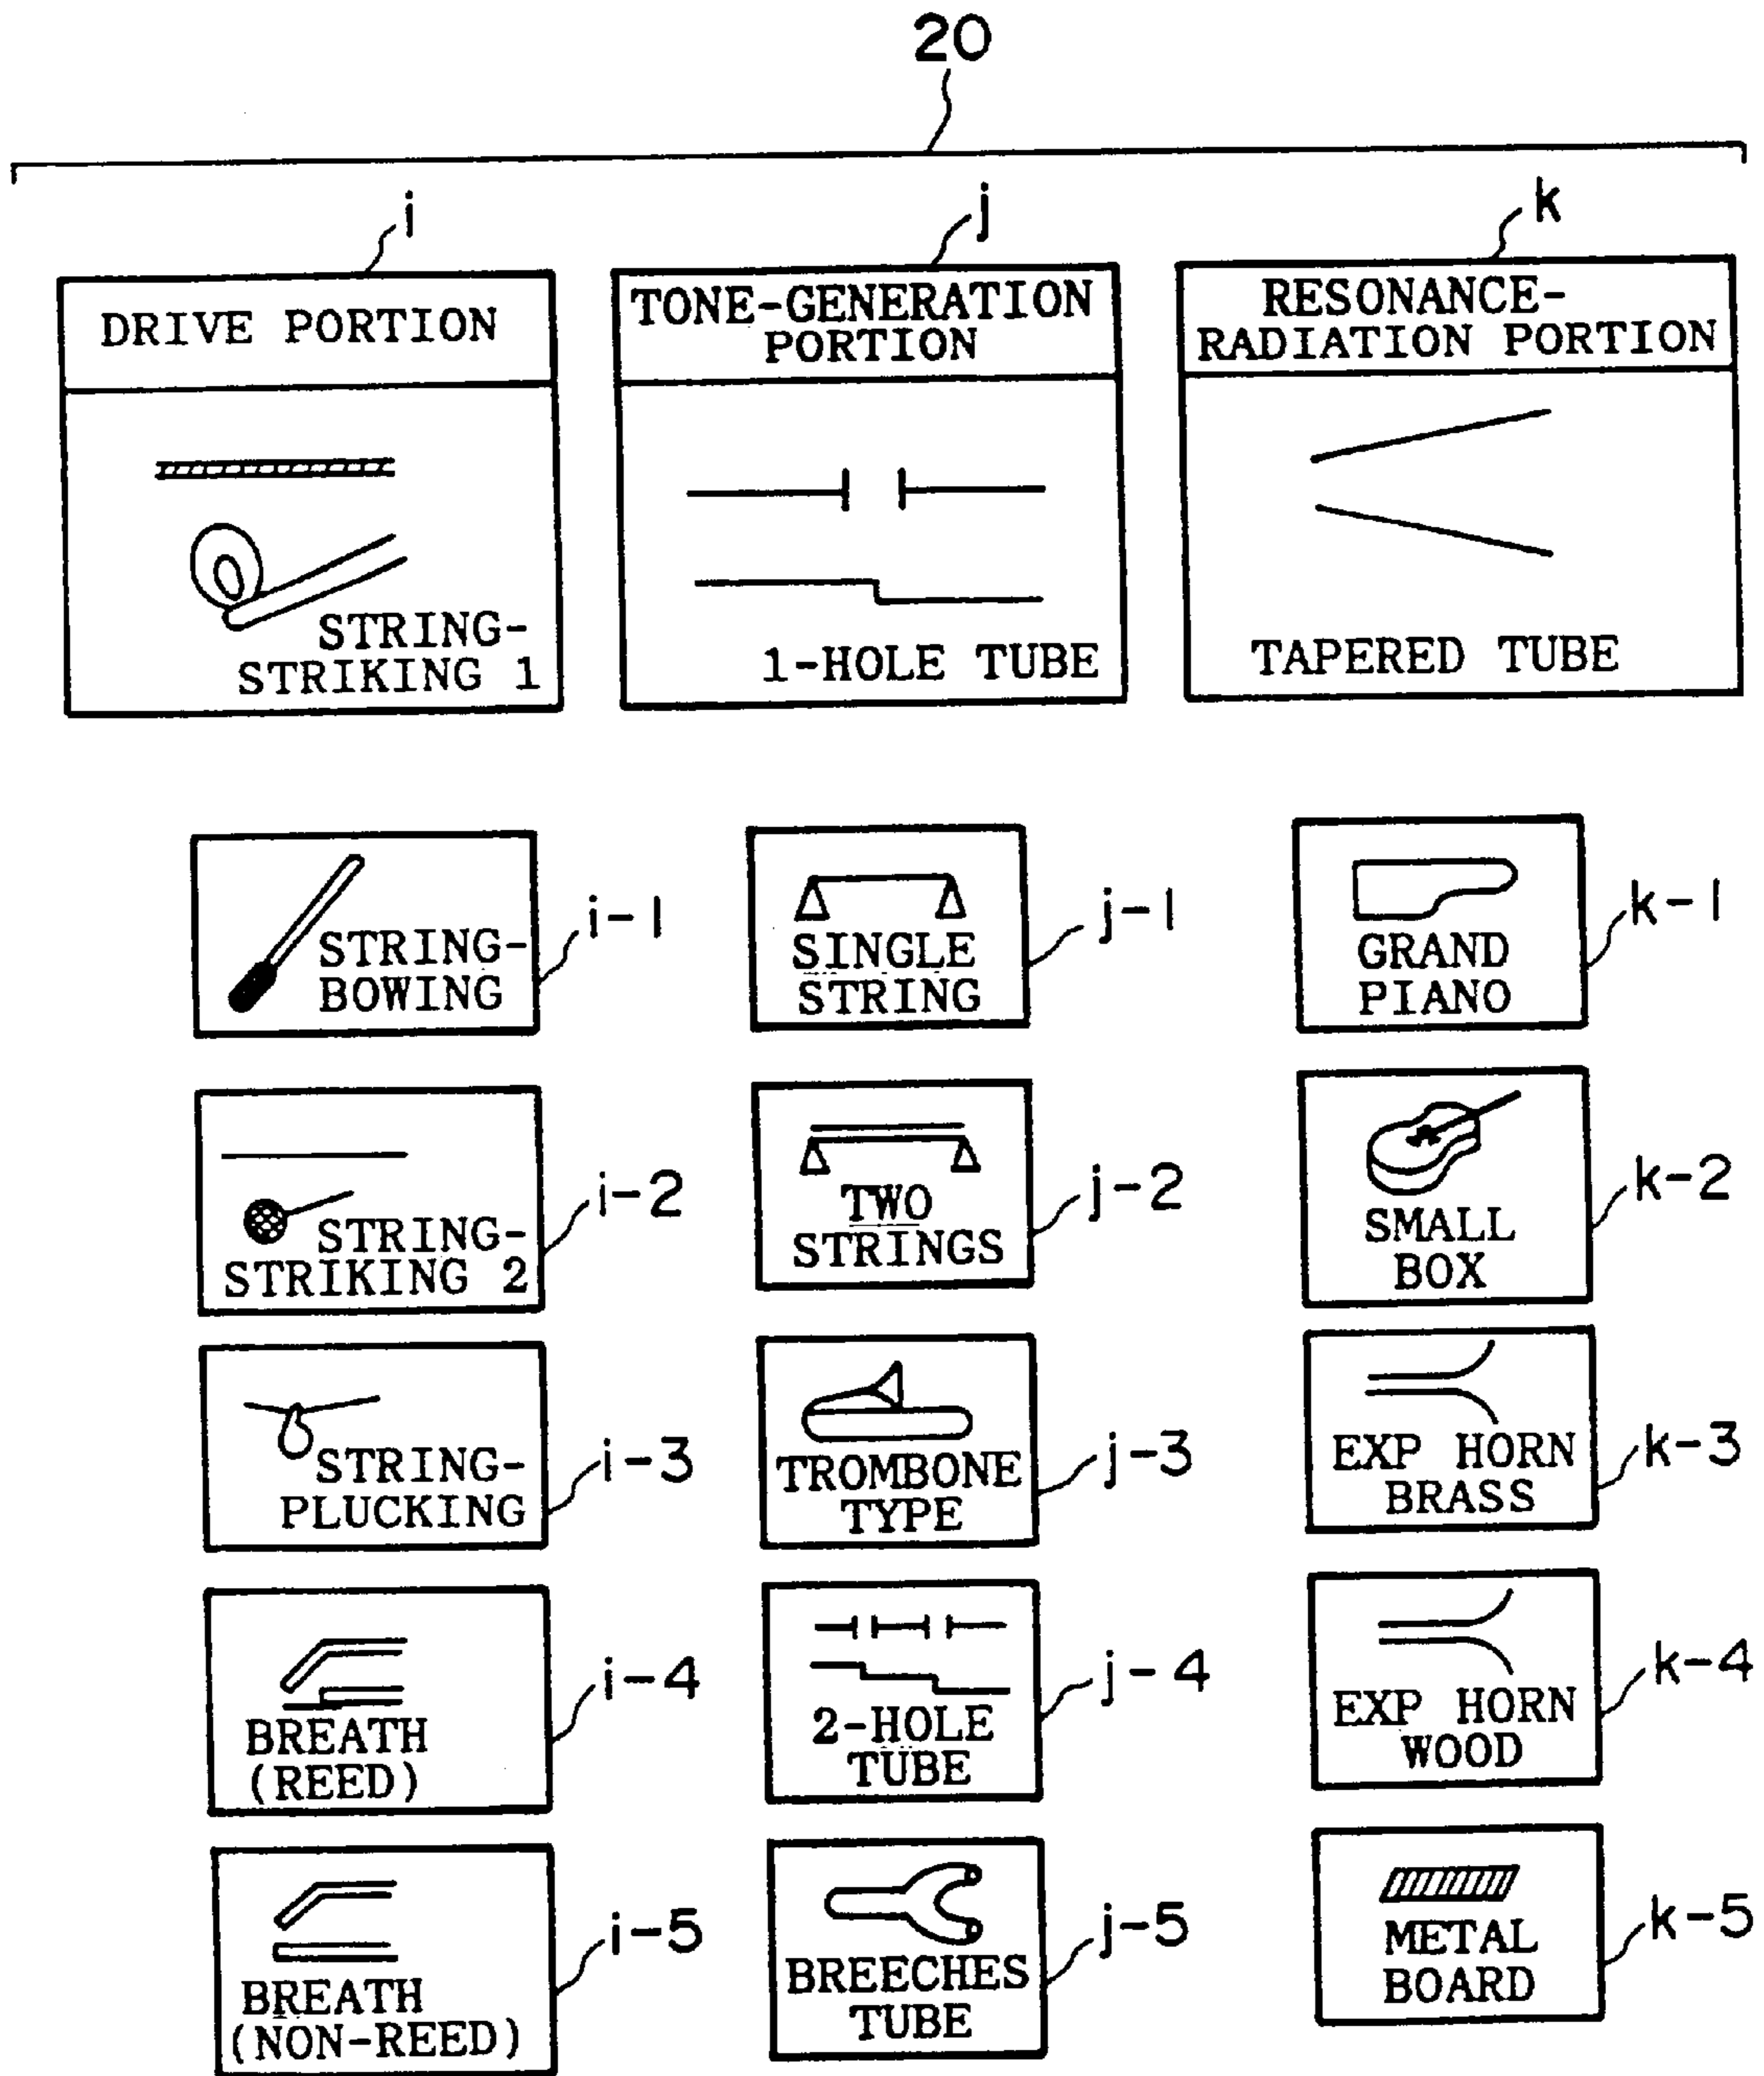 20
i
j
k
DRIVE PORTION
TONE-GENERATION
PORTION
RESONANCE-
RADIATION PORTION
STRING-
STRIKING 1
1-HOLE TUBE
TAPERED TUBE
STRING-
BOWING
i-1
SINGLE
STRING
j-1
GRAND
PIANO
k-1
STRING-
STRIKING 2
i-2
TWO
STRINGS
j-2
SMALL
BOX
k-2
STRING-
PLUCKING
i-3
TROMBONE
TYPE
j-3
EXP HORN
BRASS
k-3
BREATH
(REED)
i-4
2-HOLE
TUBE
j-4
EXP HORN
WOOD
k-4
BREATH
(NON-REED)
i-5
BREECHES
TUBE
j-5
METAL
BOARD
k-5